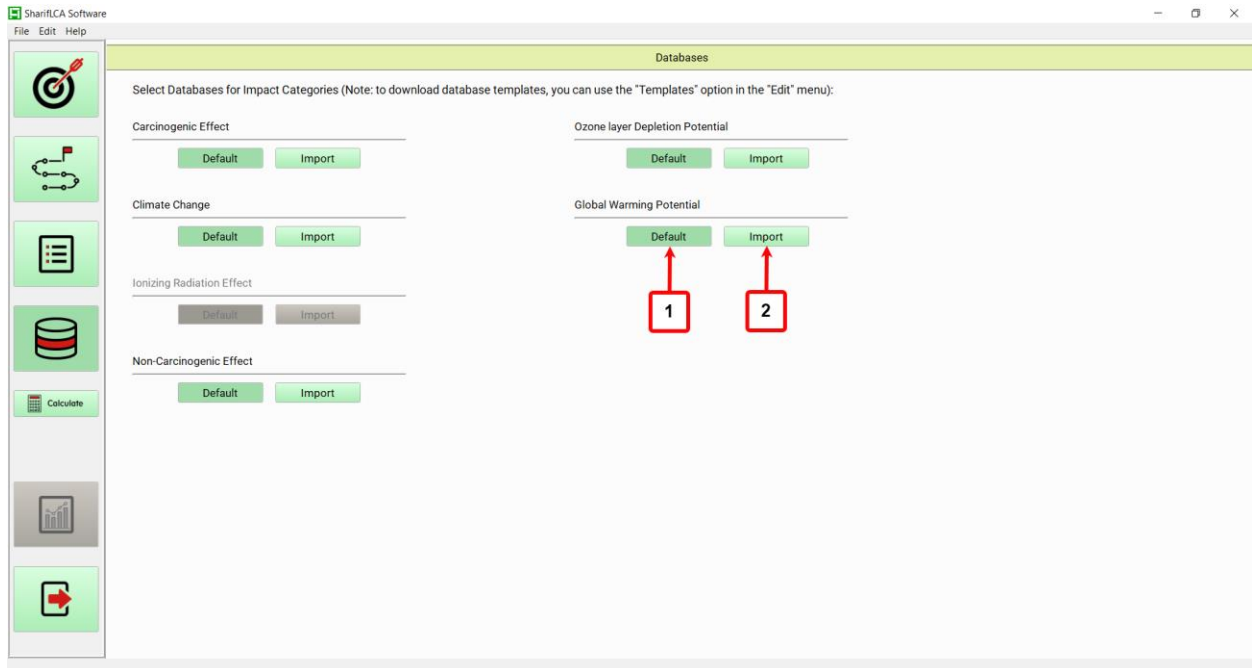 SharifLCA Software
File Edit Help
Databases
Select Databases for Impact Categories (Note: to download database templates, you can use the "Templates" option in the "Edit" menu):
Carcinogenic Effect
Default Import
Climate Change
Default Import
Ionizing Radiation Effect
Default Import
Non-Carcinogenic Effect
Default Import
Ozone layer Depletion Potential
Default Import
Global Warming Potential
Default Import
1 2
Calculate